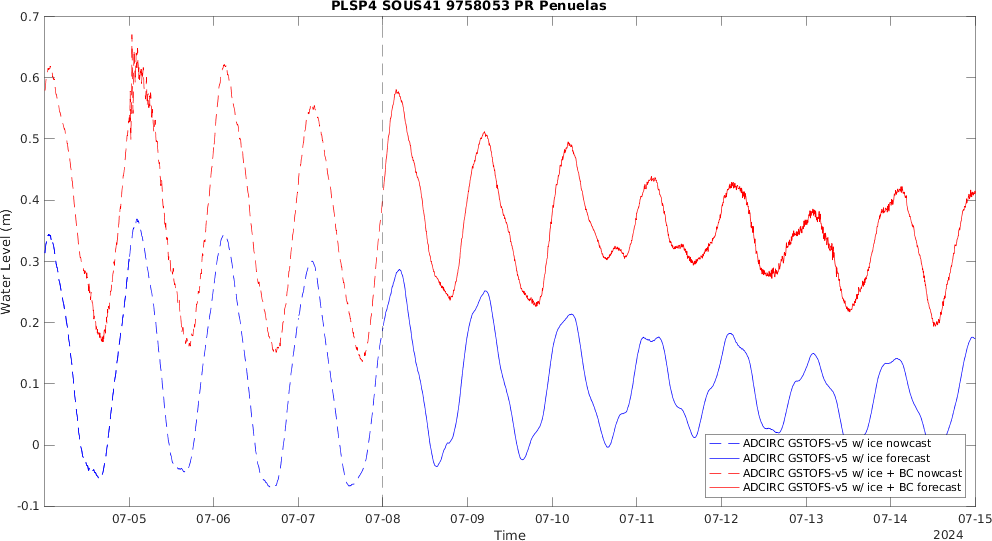 PLSP4 SOUS41 9758053 PR Penuelas
Water Level (m)
0.7
0.6
0.5
0.4
0.3
0.2
0.1
0
-0.1
07-05 07-06 07-07 07-08 07-09 07-10 07-11 07-12 07-13 07-14 07-15
Time
2024
ADCIRC GSTOFS-v5 w/ ice nowcast
ADCIRC GSTOFS-v5 w/ ice forecast
ADCIRC GSTOFS-v5 w/ ice + BC nowcast
ADCIRC GSTOFS-v5 w/ ice + BC forecast